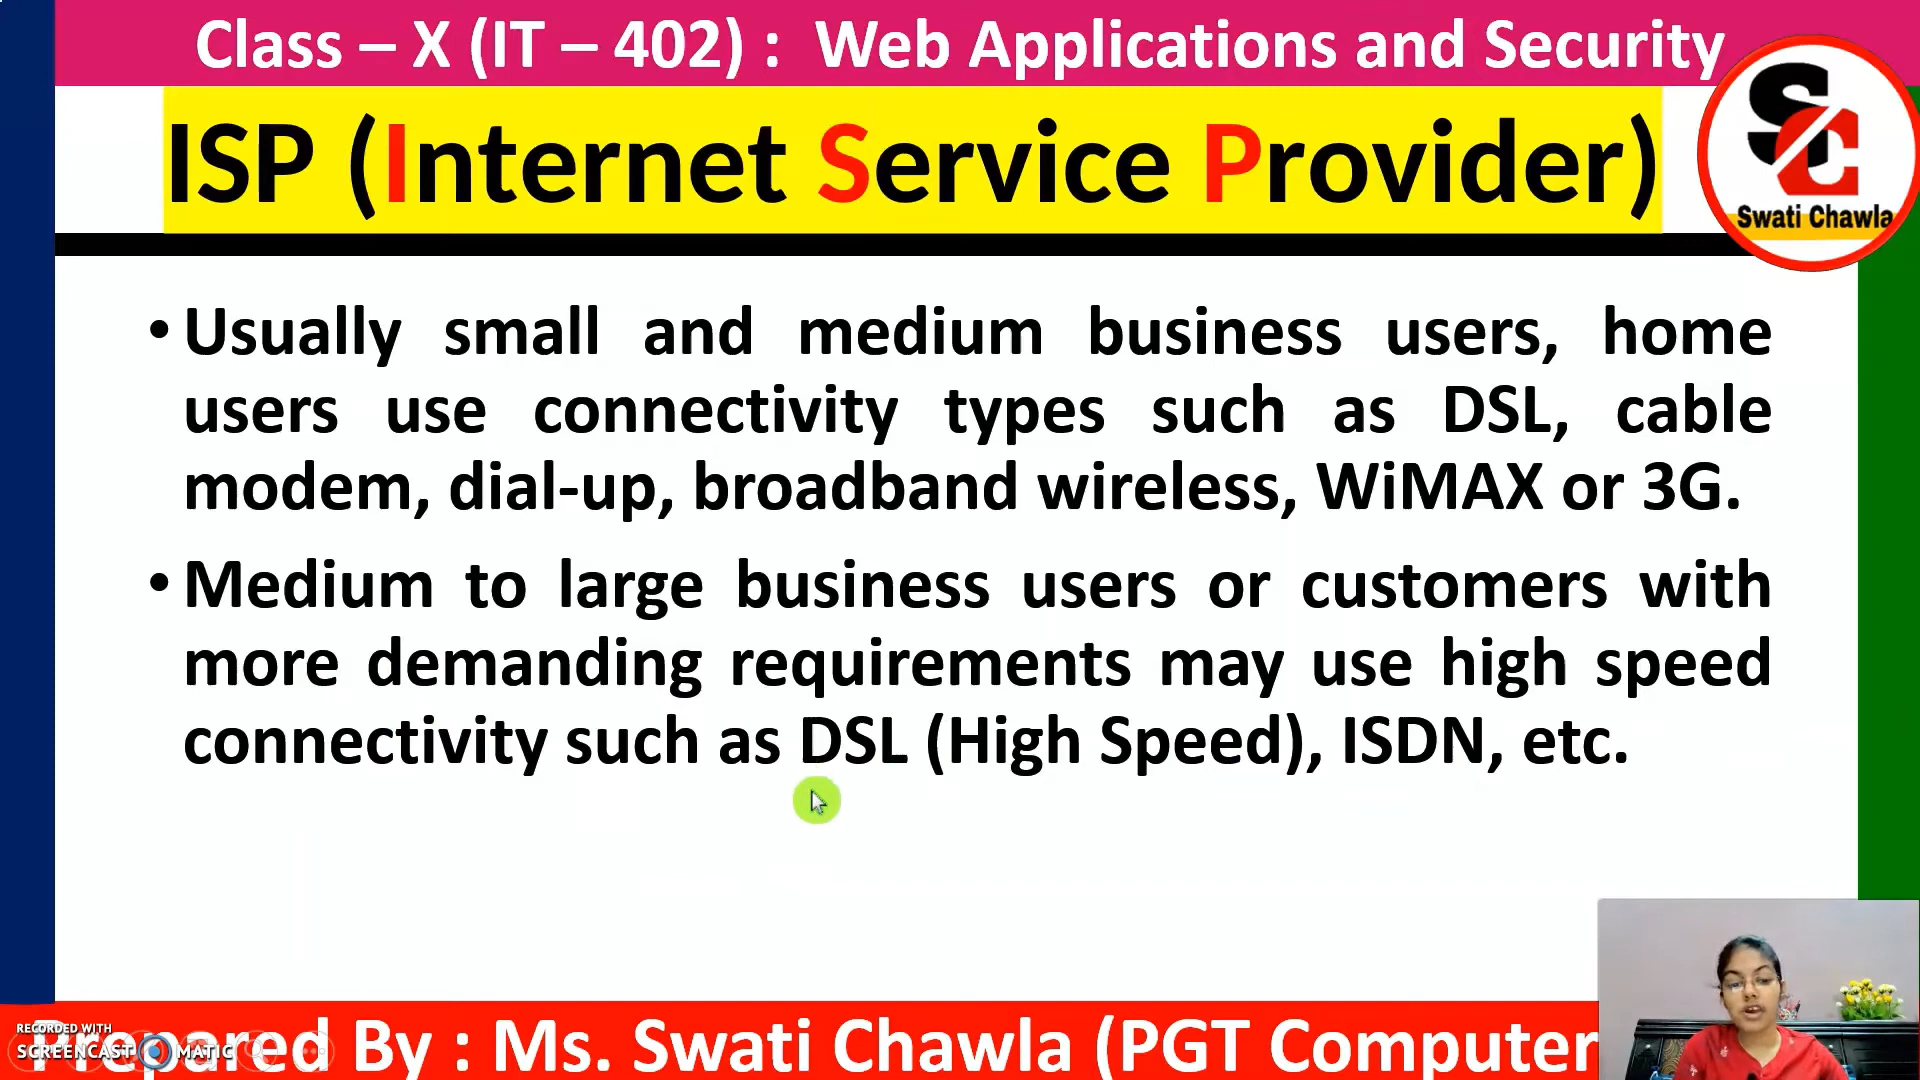 Class – X (IT – 402) :  Web Applications and Security
ISP (Internet Service Provider)
SC
Swati Chawla
• Usually small and medium business users, home
users use connectivity types such as DSL, cable
modem, dial-up, broadband wireless, WiMAX or 3G.
• Medium to large business users or customers with
more demanding requirements may use high speed
connectivity such as DSL (High Speed), ISDN, etc.
Prepared By : Ms. Swati Chawla (PGT Computer
RECORDED WITH
SCREENCAST MATIC